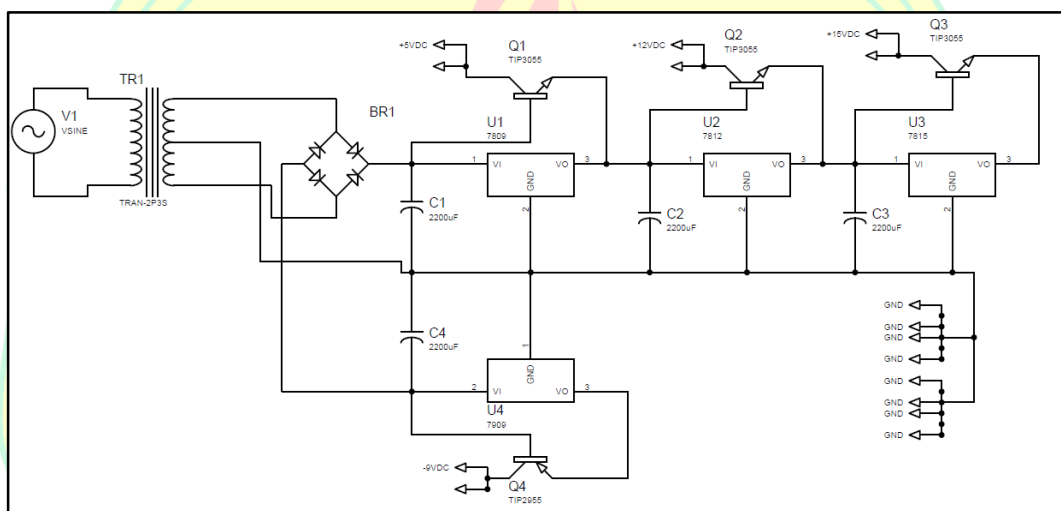 TR1
TRAN-2P3S
V1
VSINE
BR1
C1
2200uF
C4
2200uF
+5VDC
Q1
TIP3055
U1
7809
1
VI
VO
3
GND
2
+12VDC
Q2
TIP3055
U2
7812
1
VI
VO
3
GND
2
C2
2200uF
+15VDC
Q3
TIP3055
U3
7815
1
VI
VO
3
GND
2
C3
2200uF
1
GND
2
VI
VO
3
U4
7909
-9VDC
Q4
TIP2955
GND
GND
GND
GND
GND
GND
GND
GND